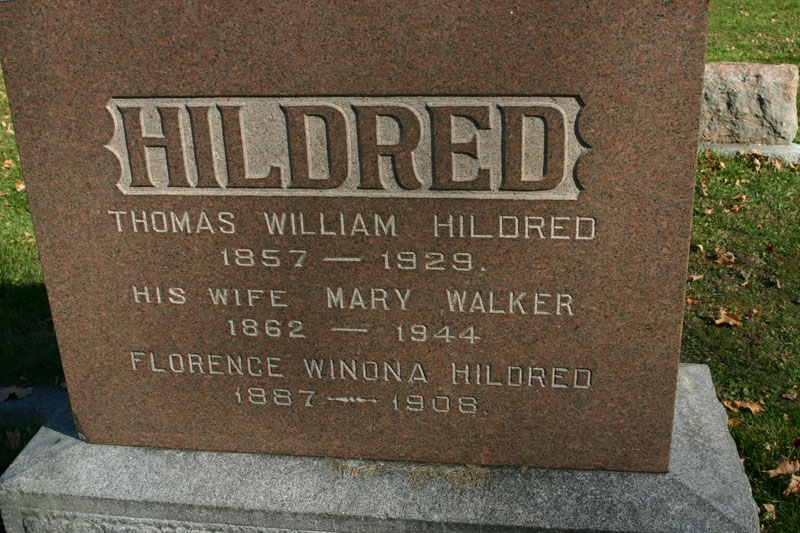 HILDRED
THOMAS WILLIAM HILDRED
1857 — 1929.
HIS WIFE MARY WALKER
1862 — 1944
FLORENCE WINONA HILDRED
1887 — 1908.